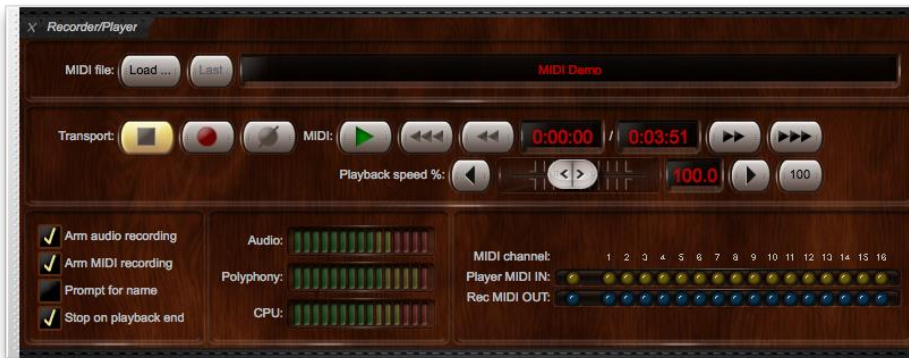 X Recorder/Player
MIDI file: Load ... Last MIDI Demo
Transport: MIDI: 0:00:00 / 0:03:51
Playback speed %: 100.0 100
Arm audio recording
Arm MIDI recording
Prompt for name
Stop on playback end
Audio:
Polyphony:
CPU:
MIDI channel: 1 2 3 4 5 6 7 8 9 10 11 12 13 14 15 16
Player MIDI IN:
Rec MIDI OUT: